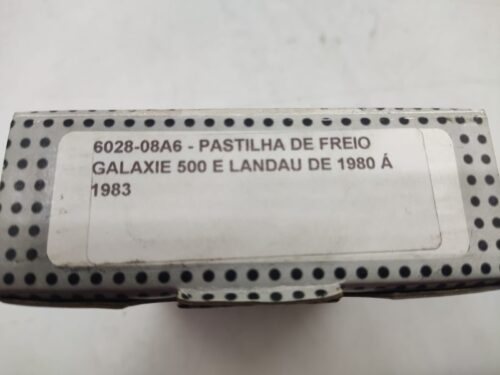 6028-08A6 - PASTILHA DE FREIO
GALAXIE 500 E LANDAU DE 1980 Á
1983